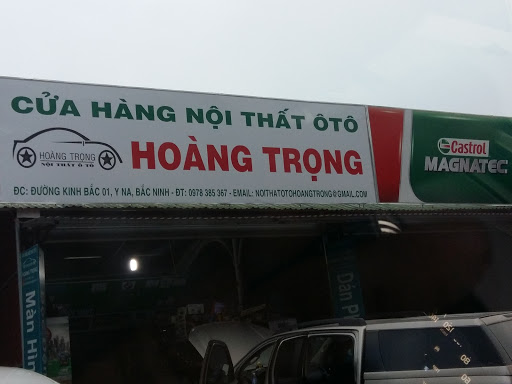 CỬA HÀNG NỘI THẤT ÔTÔ
HOÀNG TRỌNG
NỘI THẤT Ô TÔ
HOÀNG TRỌNG
ĐC: ĐƯỜNG KINH BẮC 01, Y NA, BẮC NINH - ĐT: 0978 385 367 - EMAIL: NOITHATOTOHOANGTRONG@GMAIL.COM
Castrol
MAGNATEC
Màn Hìn
Dán P